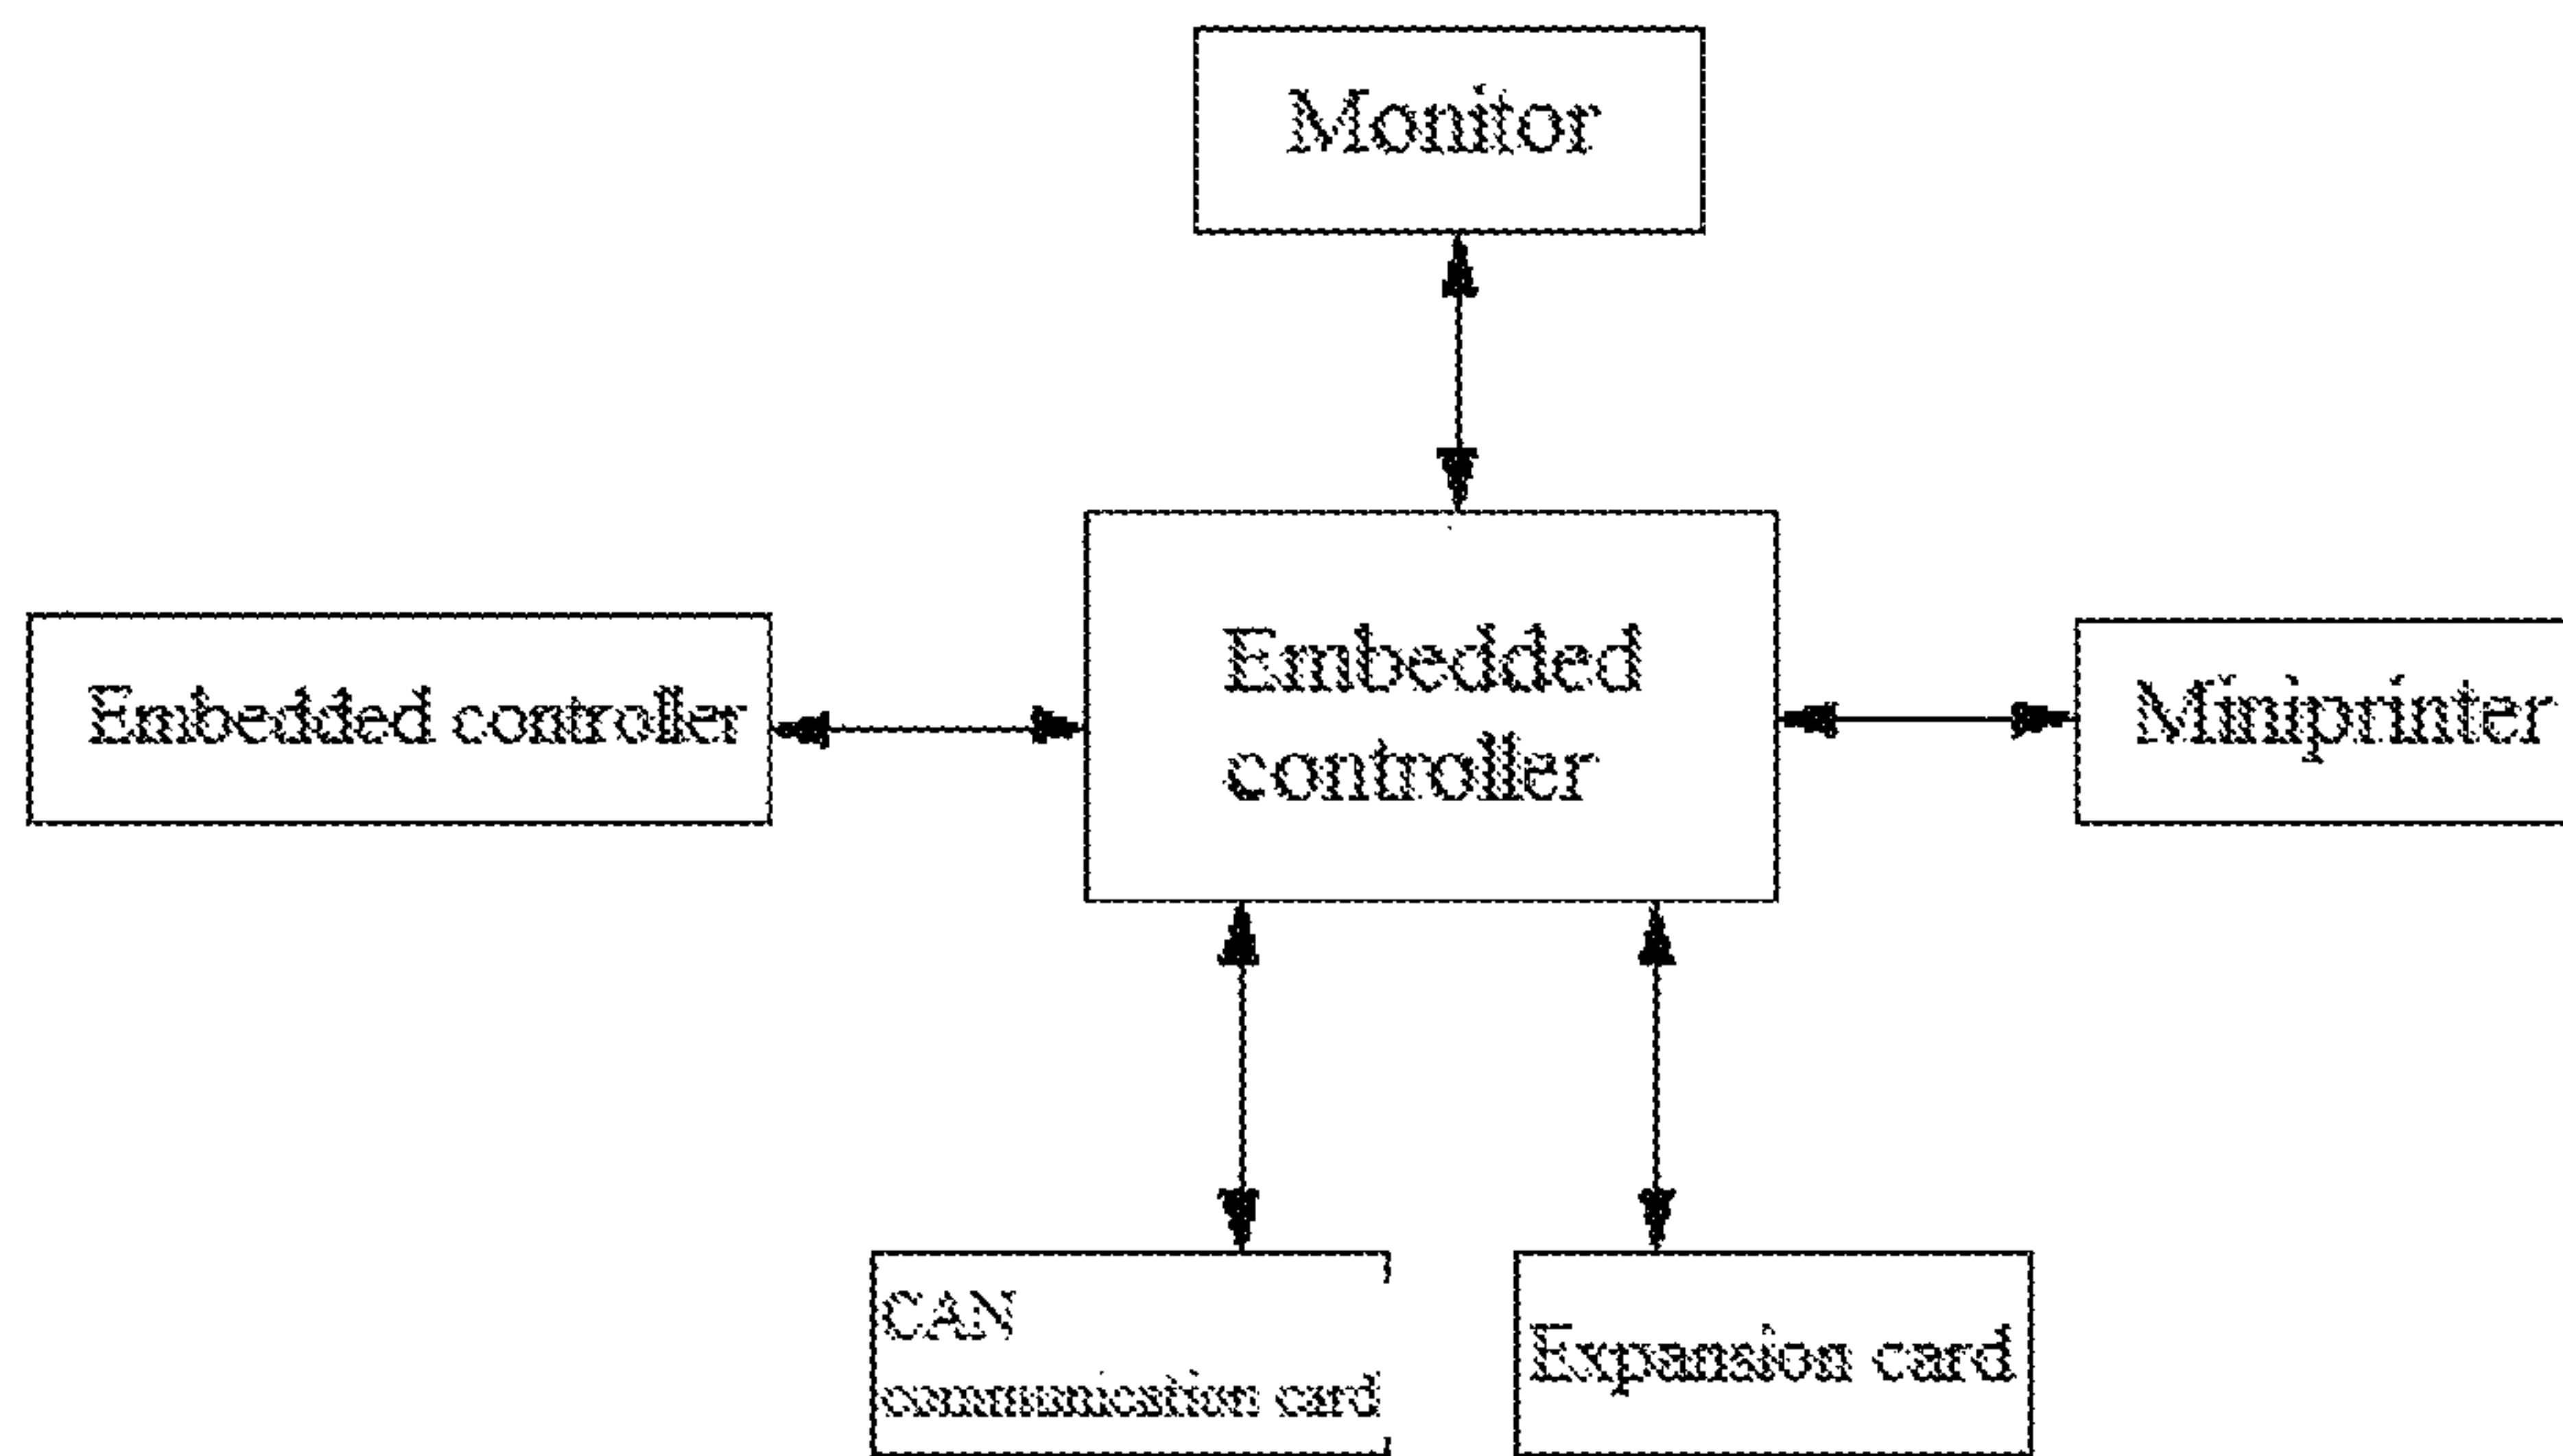 Monitor
Embedded controller
Embedded
controller
Miniprinter
CAN
communication card
Expansion card